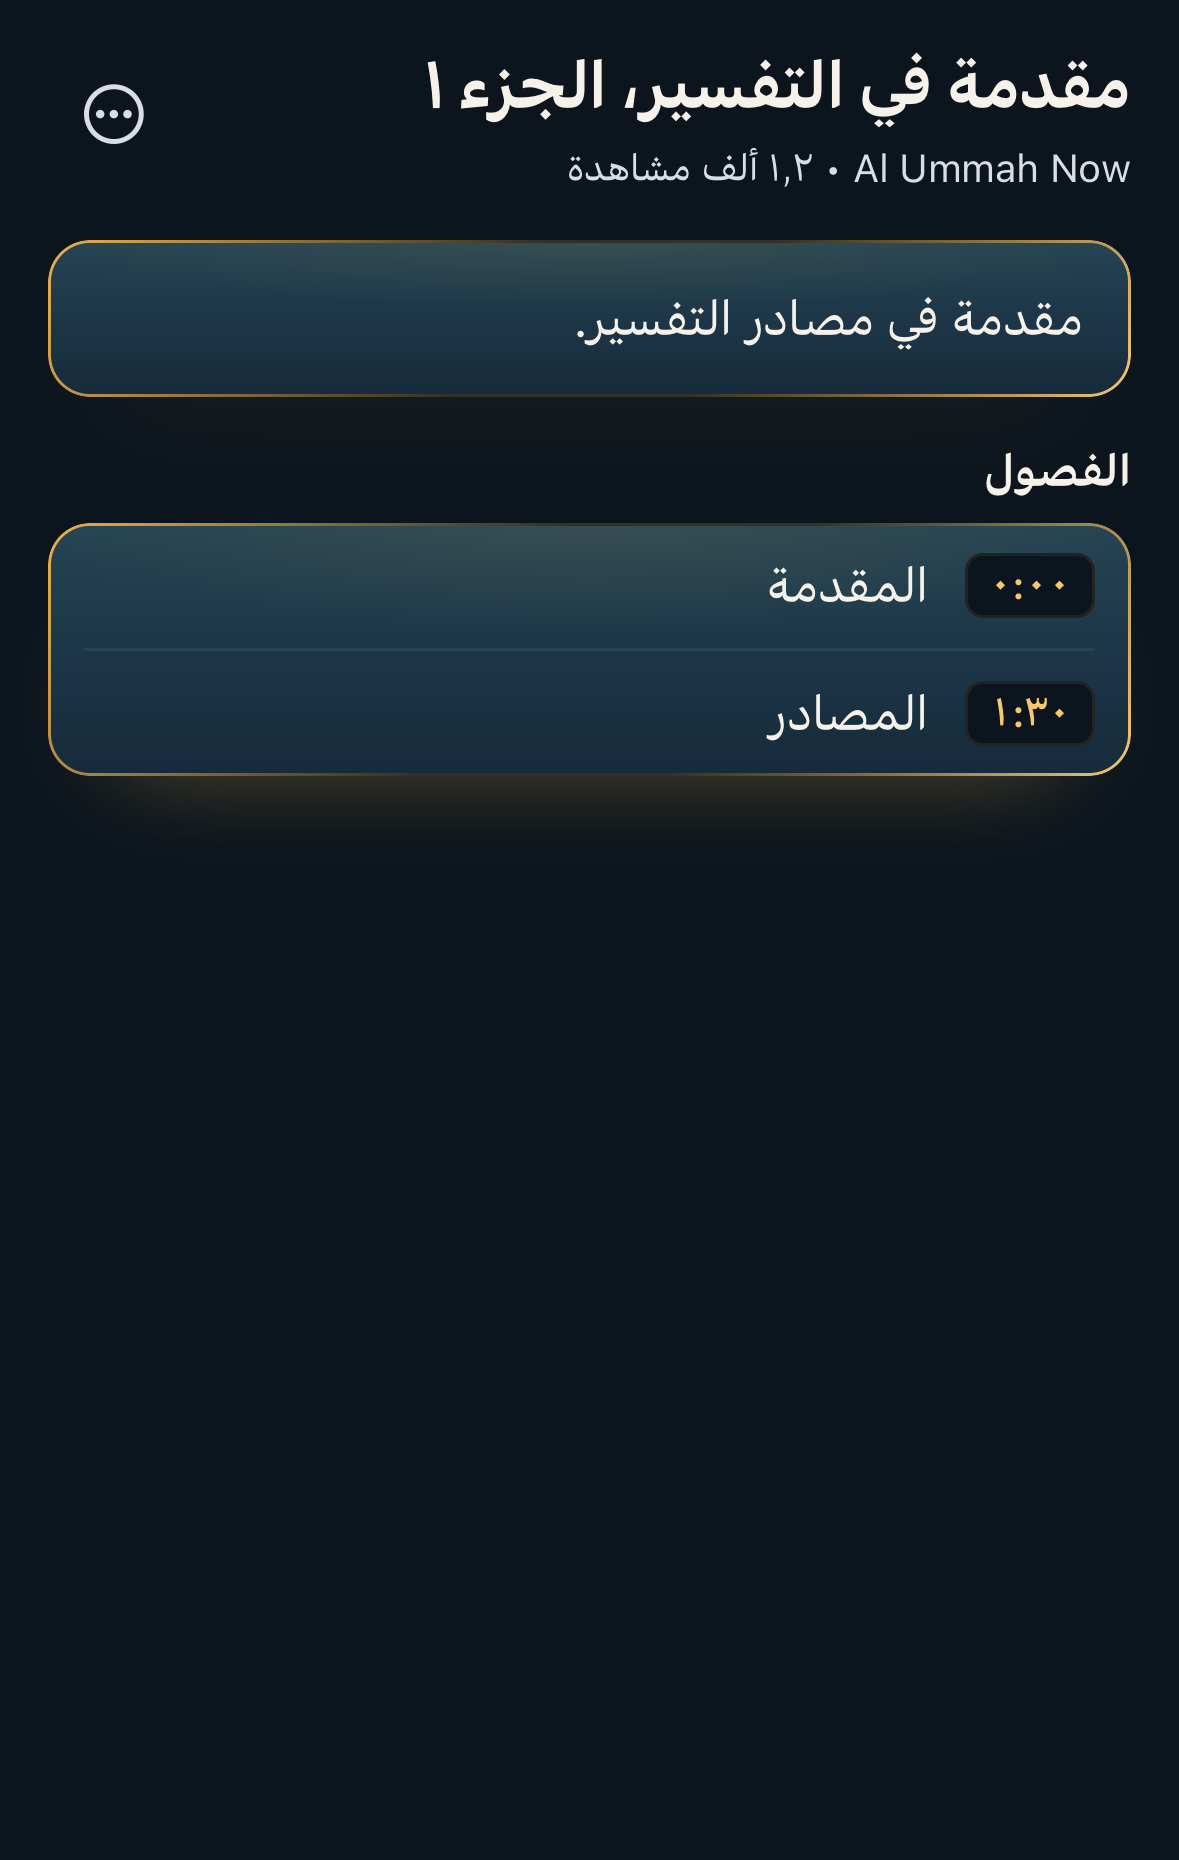 مقدمة في التفسير، الجزء ١
Al Ummah Now • ١,٢ ألف مشاهدة
مقدمة في مصادر التفسير.
الفصول
٠:٠٠ المقدمة
١:٣٠ المصادر